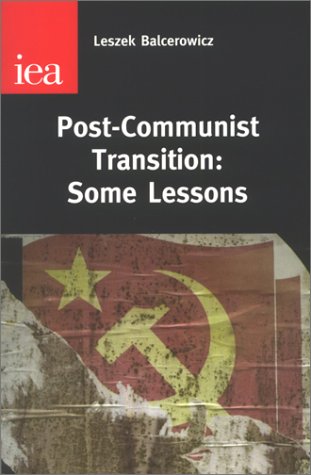 iea
Leszek Balcerowicz
Post-Communist
Transition:
Some Lessons